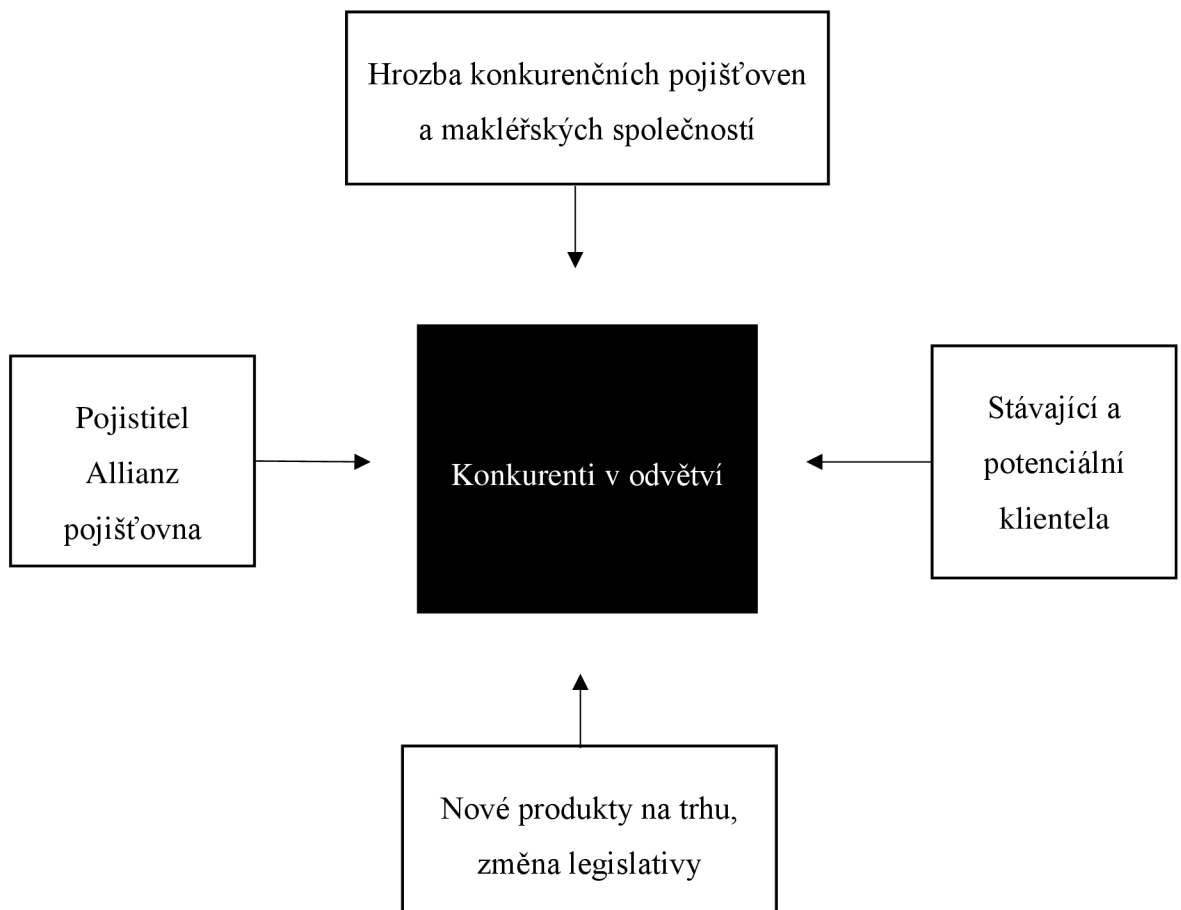 Hrozba konkurenčních pojišťoven
a makléřských společností
Pojistitel
Allianz
pojišťovna
Konkurenti v odvětví
Stávající a
potenciální
klientela
Nové produkty na trhu,
změna legislativy